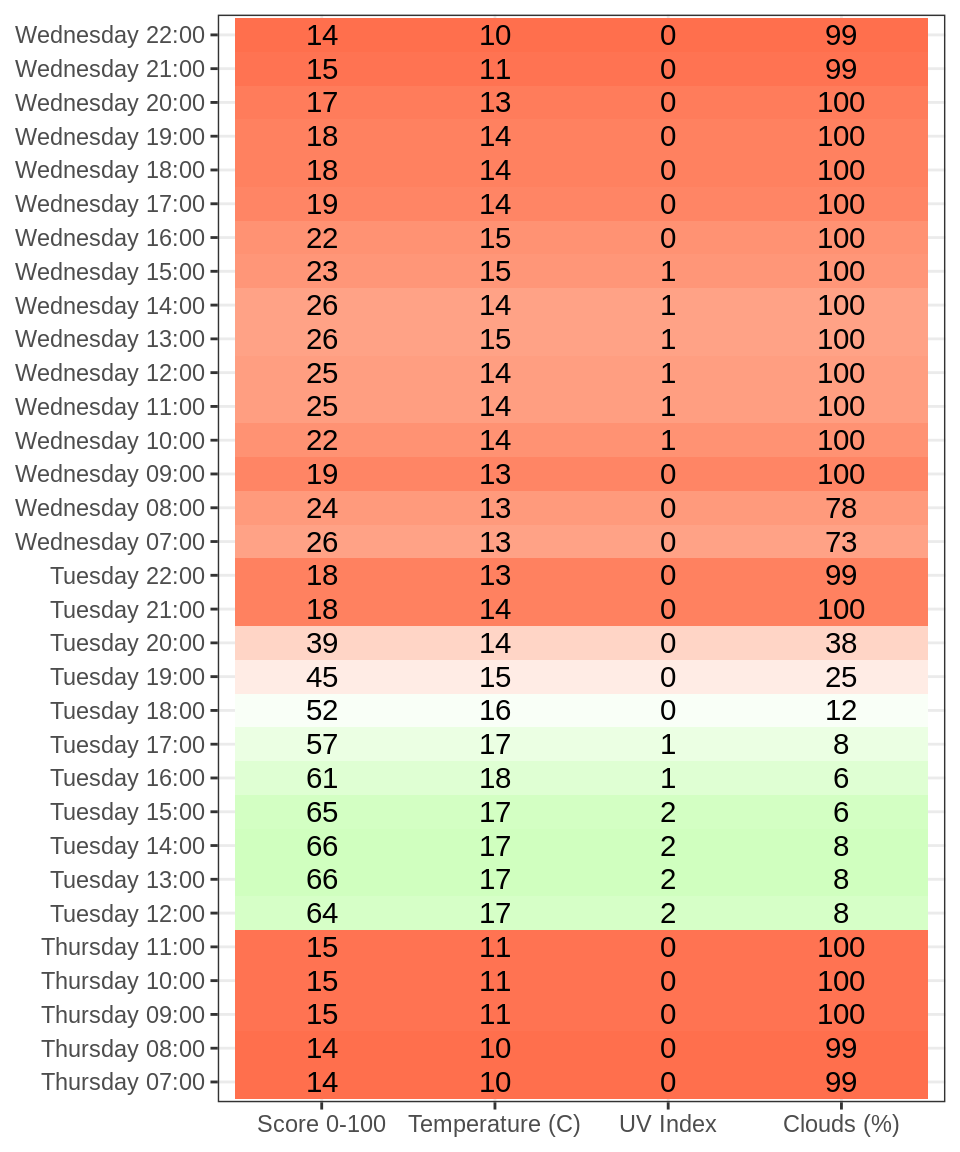 Wednesday 22:00 14 10 0 99
Wednesday 21:00 15 11 0 99
Wednesday 20:00 17 13 0 100
Wednesday 19:00 18 14 0 100
Wednesday 18:00 18 14 0 100
Wednesday 17:00 19 14 0 100
Wednesday 16:00 22 15 0 100
Wednesday 15:00 23 15 1 100
Wednesday 14:00 26 14 1 100
Wednesday 13:00 26 15 1 100
Wednesday 12:00 25 14 1 100
Wednesday 11:00 25 14 1 100
Wednesday 10:00 22 14 1 100
Wednesday 09:00 19 13 0 100
Wednesday 08:00 24 13 0 78
Wednesday 07:00 26 13 0 73
Tuesday 22:00 18 13 0 99
Tuesday 21:00 18 14 0 100
Tuesday 20:00 39 14 0 38
Tuesday 19:00 45 15 0 25
Tuesday 18:00 52 16 0 12
Tuesday 17:00 57 17 1 8
Tuesday 16:00 61 18 1 6
Tuesday 15:00 65 17 2 6
Tuesday 14:00 66 17 2 8
Tuesday 13:00 66 17 2 8
Tuesday 12:00 64 17 2 8
Thursday 11:00 15 11 0 100
Thursday 10:00 15 11 0 100
Thursday 09:00 15 11 0 100
Thursday 08:00 14 10 0 99
Thursday 07:00 14 10 0 99
Score 0-100 Temperature (C) UV Index Clouds (%)